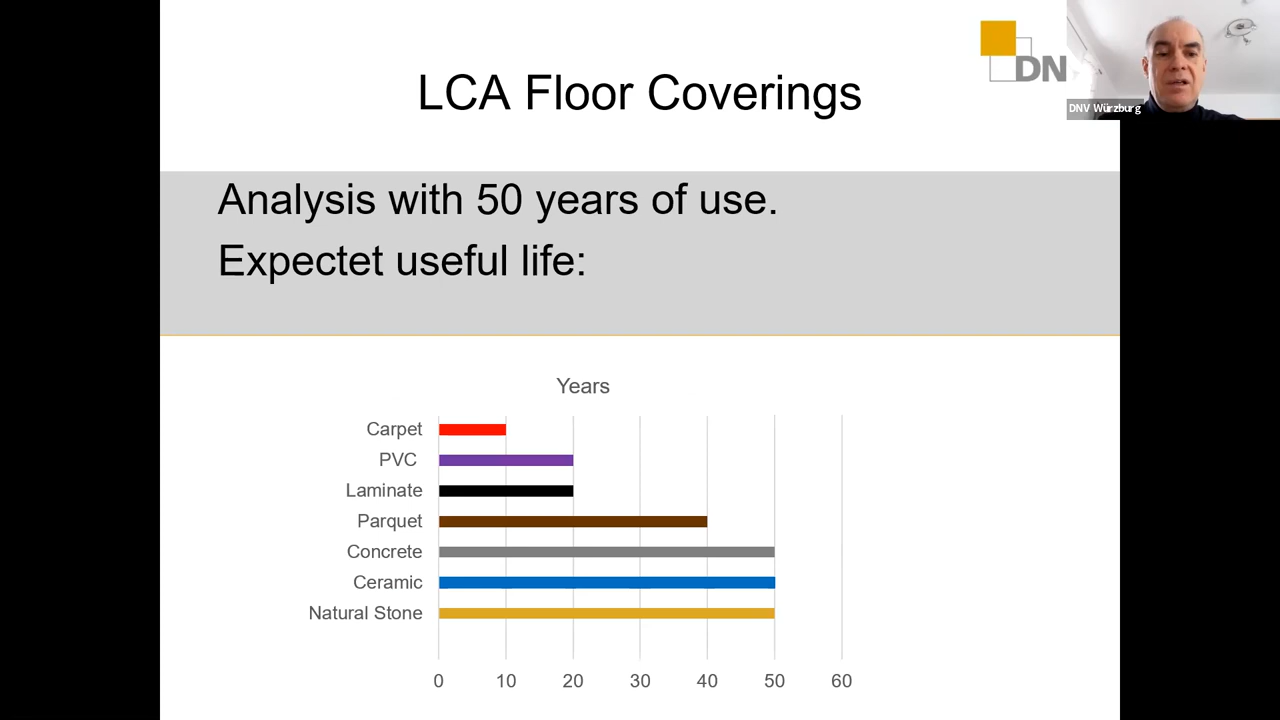 DN
DNV Würzburg
LCA Floor Coverings
Analysis with 50 years of use.
Expectet useful life:
Years
Carpet
PVC
Laminate
Parquet
Concrete
Ceramic
Natural Stone
0 10 20 30 40 50 60